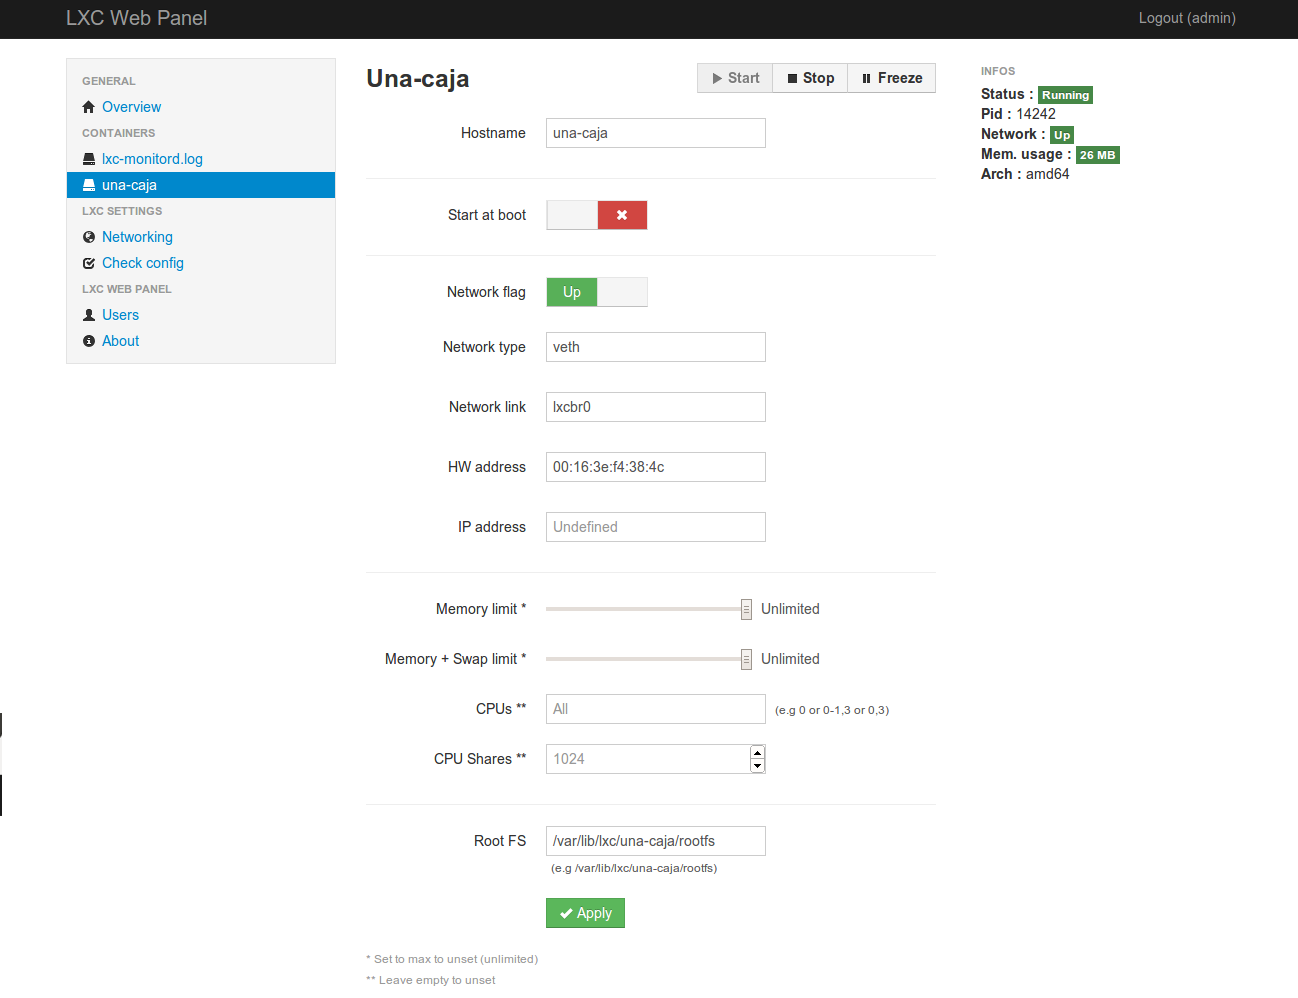 LXC Web Panel
Logout (admin)
GENERAL
Overview
CONTAINERS
lxc-monitord.log
una-caja
LXC SETTINGS
Networking
Check config
LXC WEB PANEL
Users
About
Una-caja
Start Stop Freeze
Hostname una-caja
Start at boot
Network flag Up
Network type veth
Network link lxcbr0
HW address 00:16:3e:f4:38:4c
IP address Undefined
Memory limit * Unlimited
Memory + Swap limit * Unlimited
CPUs ** All (e.g 0 or 0-1,3 or 0,3)
CPU Shares ** 1024
Root FS /var/lib/lxc/una-caja/rootfs
(e.g /var/lib/lxc/una-caja/rootfs)
Apply
* Set to max to unset (unlimited)
** Leave empty to unset
INFOS
Status : Running
Pid : 14242
Network : Up
Mem. usage : 26 MB
Arch : amd64